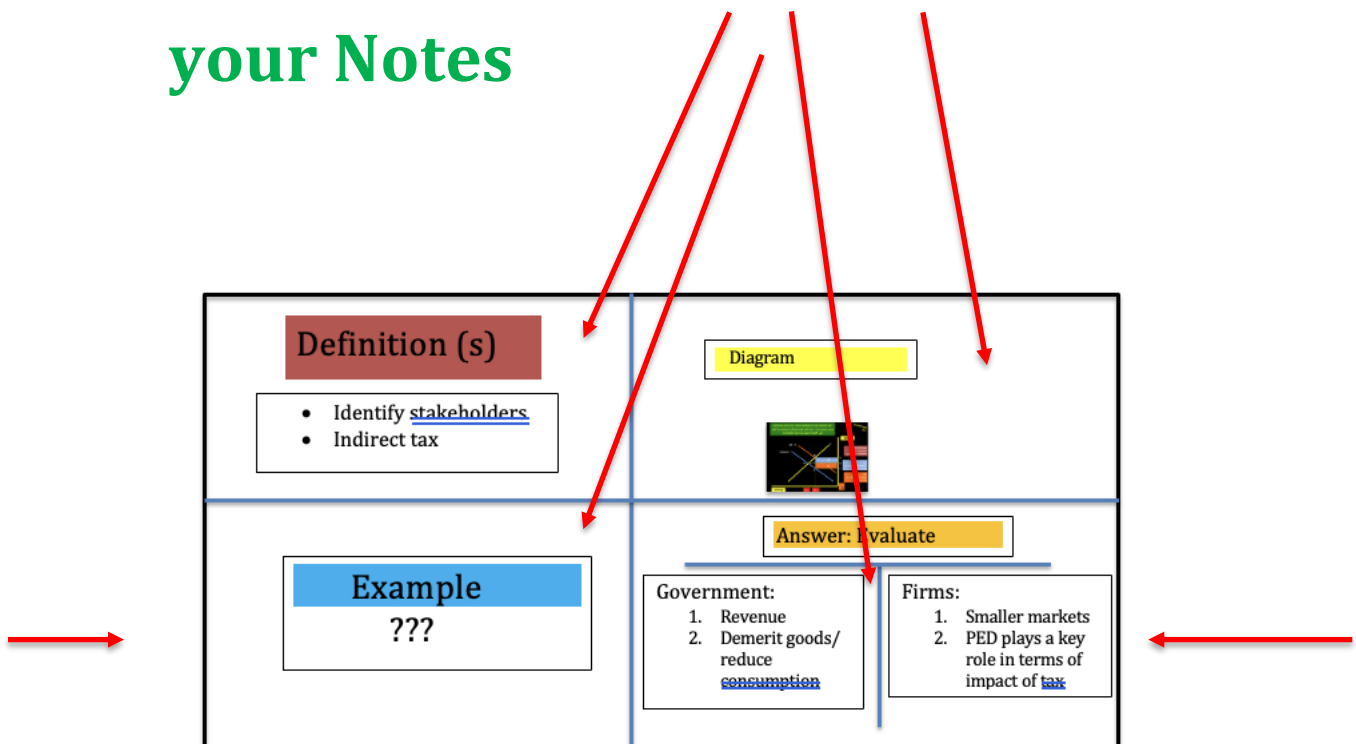 your Notes
Definition (s)
• Identify stakeholders
• Indirect tax
Diagram
Example
???
Answer: Evaluate
Government:
1. Revenue
2. Demerit goods/
reduce
consumption
Firms:
1. Smaller markets
2. PED plays a key
role in terms of
impact of tax